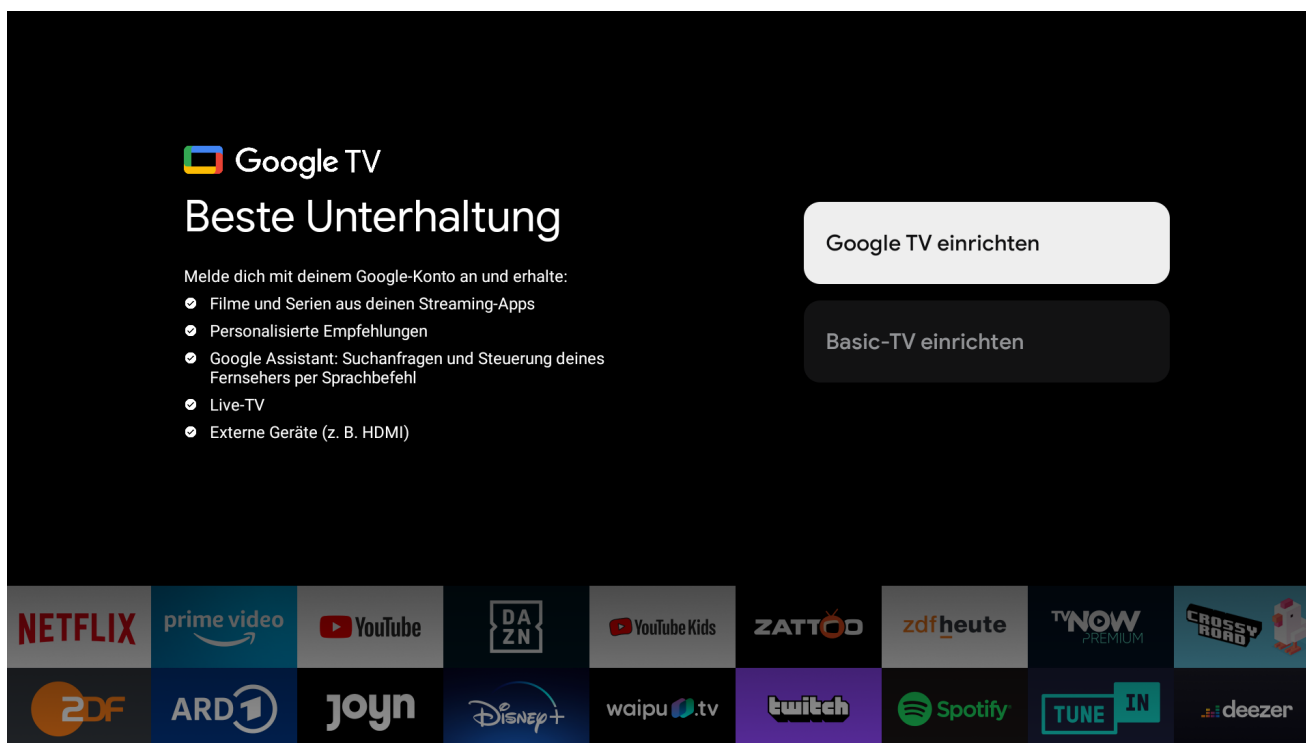 Google TV
Beste Unterhaltung
Melde dich mit deinem Google-Konto an und erhalte:
Filme und Serien aus deinen Streaming-Apps
Personalisierte Empfehlungen
Google Assistant: Suchanfragen und Steuerung deines
Fernsehers per Sprachbefehl
Live-TV
Externe Geräte (z. B. HDMI)
Google TV einrichten
Basic-TV einrichten
NETFLIX
prime video
YouTube
DA
ZN
YouTube Kids
ZATTOO
zdfheute
TVNOW
PREMIUM
CROSSY
ROAD
ZDF
ARD 1
joyn
Disney+
waipu.tv
twitch
Spotify
TUNE IN
deezer